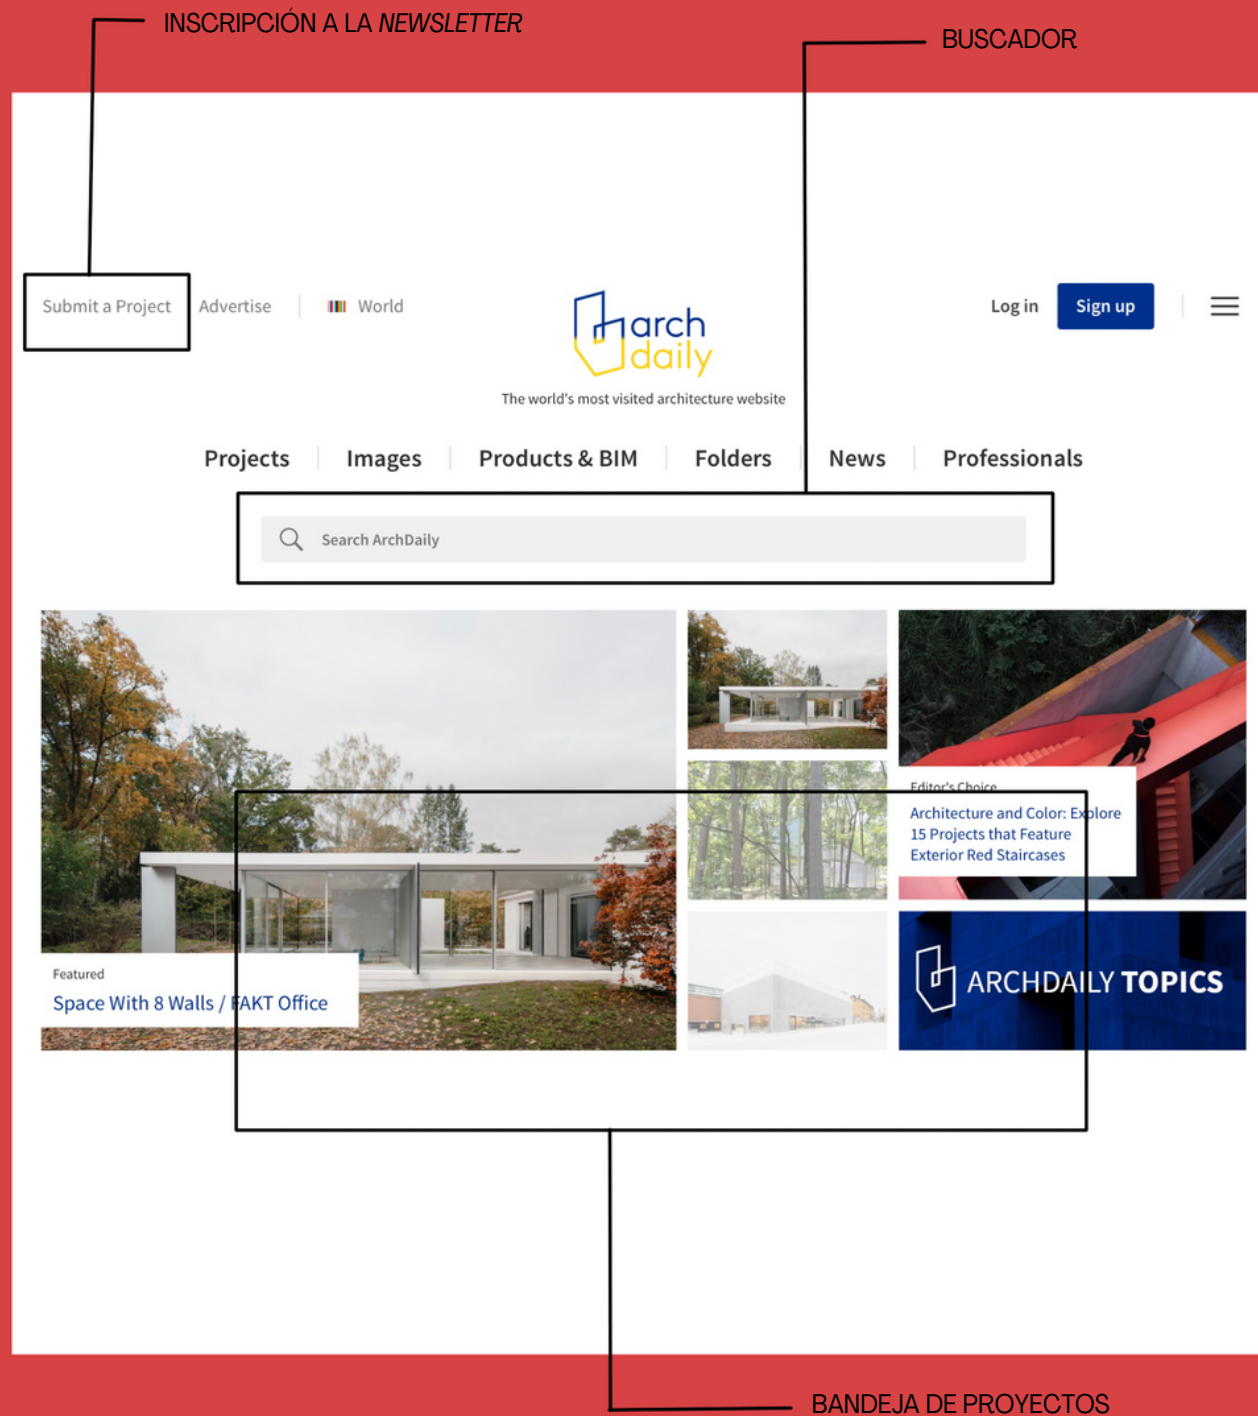 INSCRIPCIÓN A LA NEWSLETTER
BUSCADOR
Submit a Project
Advertise
World
arch
daily
The world's most visited architecture website
Log in
Sign up
Projects
Images
Products & BIM
Folders
News
Professionals
Search ArchDaily
Featured
Space With 8 Walls / FAKT Office
Editor's Choice
Architecture and Color: Explore
15 Projects that Feature
Exterior Red Staircases
ARCHDAILY TOPICS
BANDEJA DE PROYECTOS